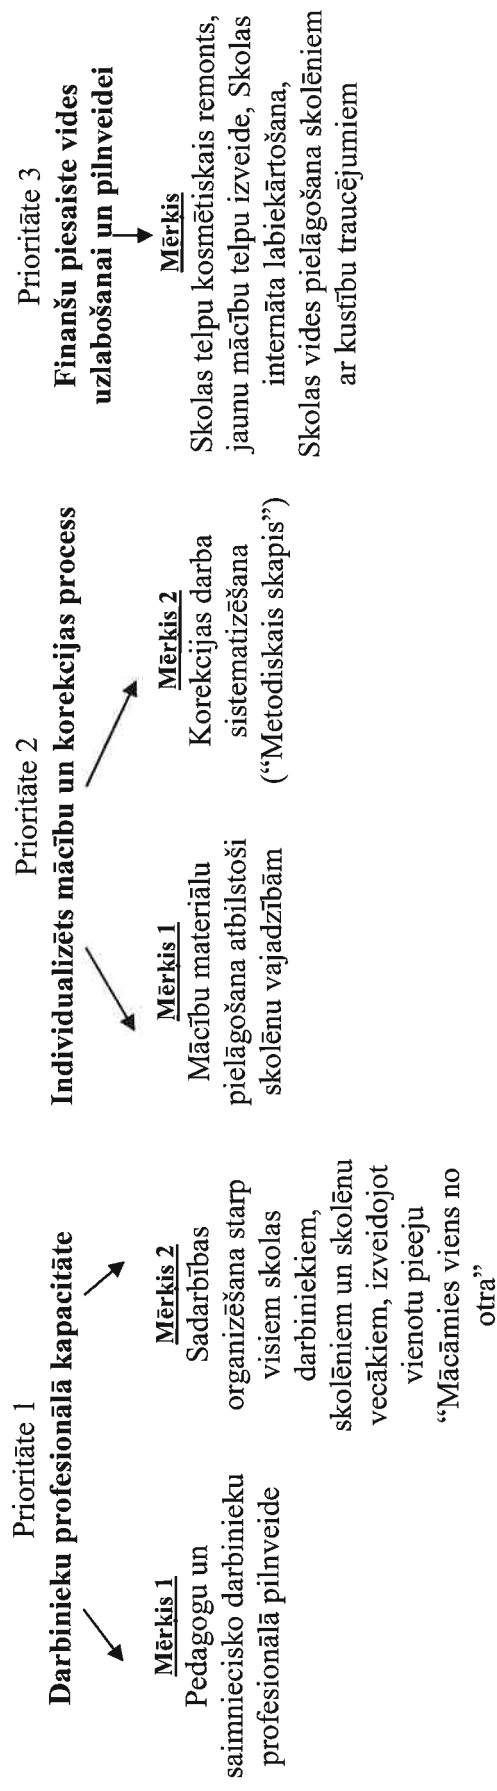 Prioritāte 1
Darbinieku profesionālā kapacitāte
Mērķis 1
Pedagogu un
saimniecisko darbinieku
profesionālā pilnveide
Mērķis 2
Sadarbības
organizēšana starp
visiem skolas
darbiniekiem,
skolēniem un skolēnu
vecākiem, izveidojot
vienotu pieeju
“Mācāmies viens no
otra”
Prioritāte 2
Individualizēts mācību un korekcijas process
Mērķis 1
Mācību materiālu
pielāgošana atbilstoši
skolēnu vajadzībām
Mērķis 2
Korekcijas darba
sistematizēšana
(“Metodiskais skapis”)
Prioritāte 3
Finanšu piesaiste vides
uzlabošanai un pilnveidei
Mērķis
Skolas telpu kosmētiskais remonts,
jaunu mācību telpu izveide, Skolas
internāta labiekārtošana,
Skolas vides pielāgošana skolēniem
ar kustību traucējumiem